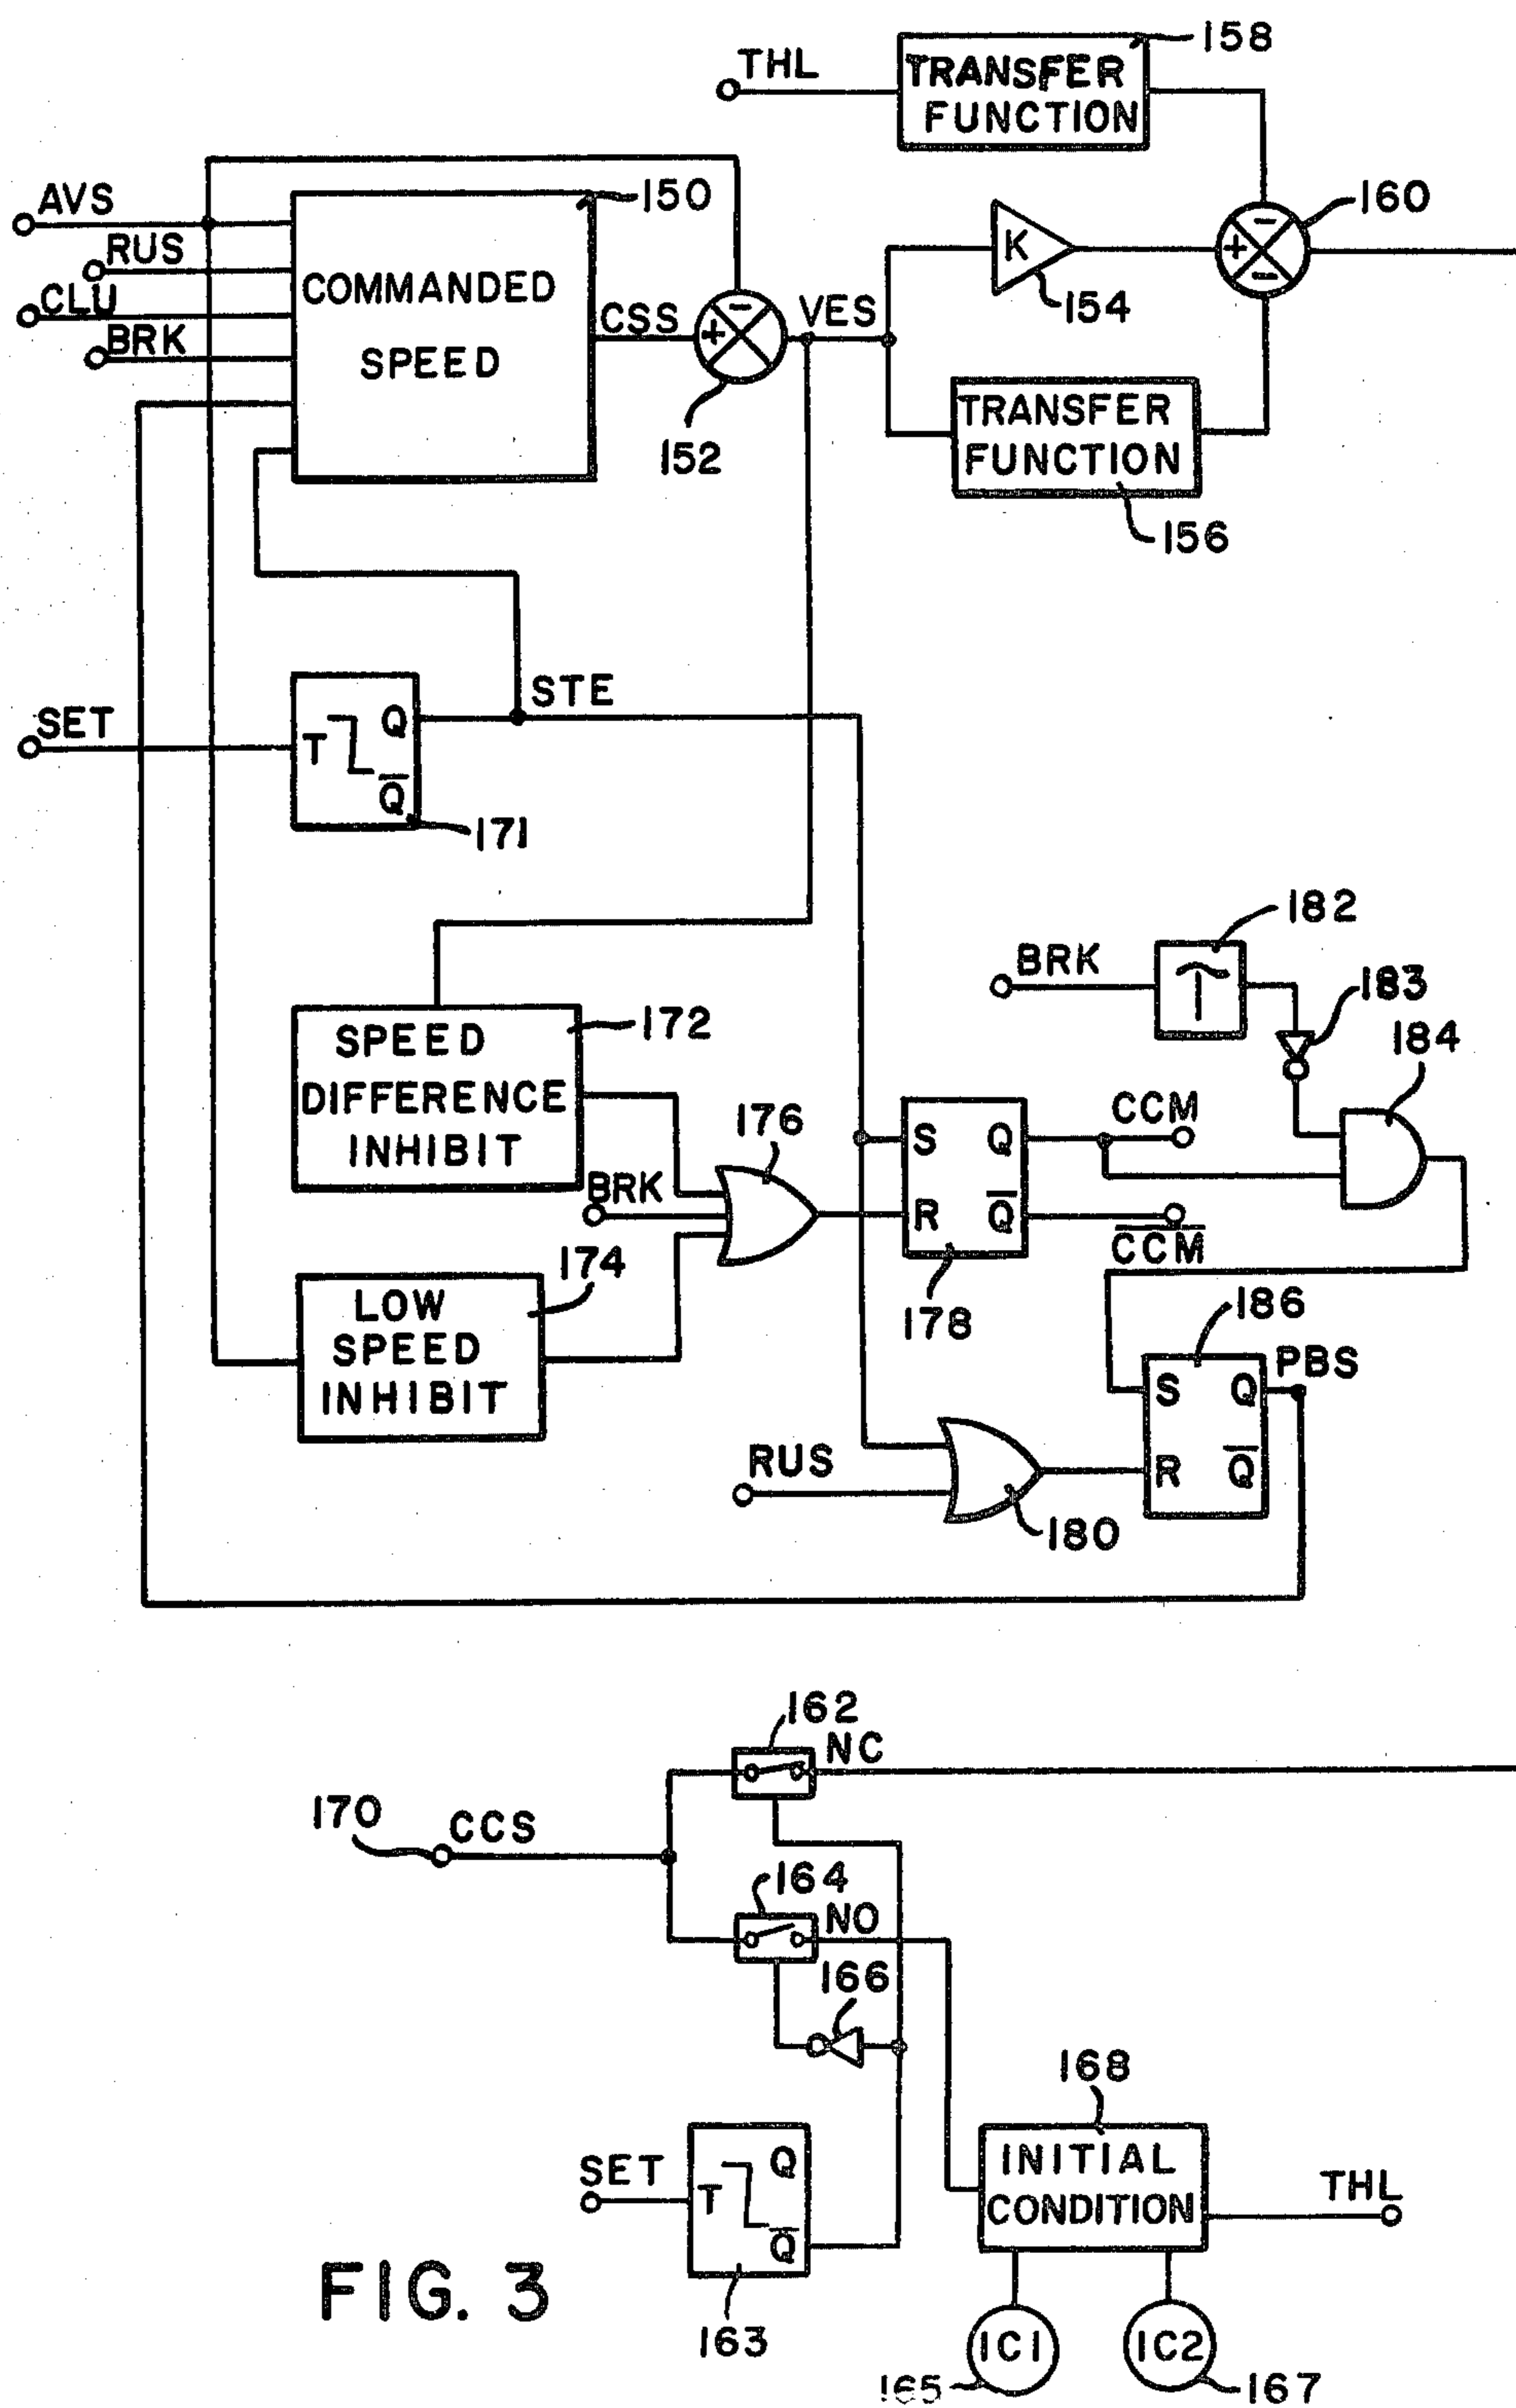 158
THL
TRANSFER
FUNCTION
AVS
150
160
RUS
COMMANDED
SPEED
CLU
CSS
VES
K
+
−
−
154
BRK
+
−
152
TRANSFER
FUNCTION
156
STE
SET
T
Q
Q̅
171
182
BRK
183
184
SPEED
DIFFERENCE
INHIBIT
172
176
CCM
S
Q
BRK
R
Q̅
C̅C̅M̅
174
LOW
SPEED
INHIBIT
178
186
PBS
S
Q
RUS
R
Q̅
180
162
NC
170
CCS
164
NO
166
168
INITIAL
CONDITION
SET
T
Q
Q̅
THL
FIG. 3
163
IC1
IC2
165
167